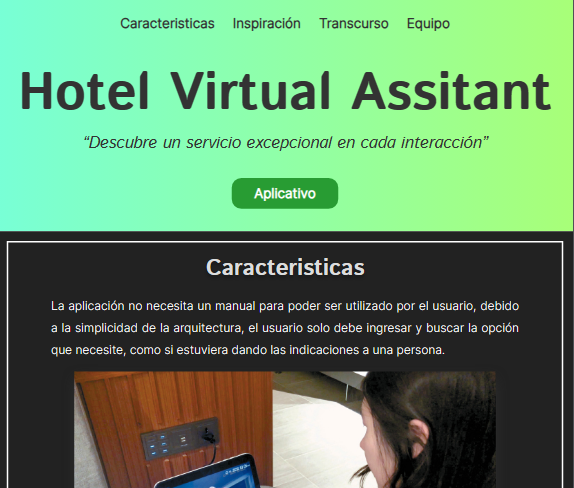 Caracteristicas Inspiración Transcurso Equipo
Hotel Virtual Assitant
“Descubre un servicio excepcional en cada interacción”
Aplicativo
Caracteristicas
La aplicación no necesita un manual para poder ser utilizado por el usuario, debido
a la simplicidad de la arquitectura, el usuario solo debe ingresar y buscar la opción
que necesite, como si estuviera dando las indicaciones a una persona.